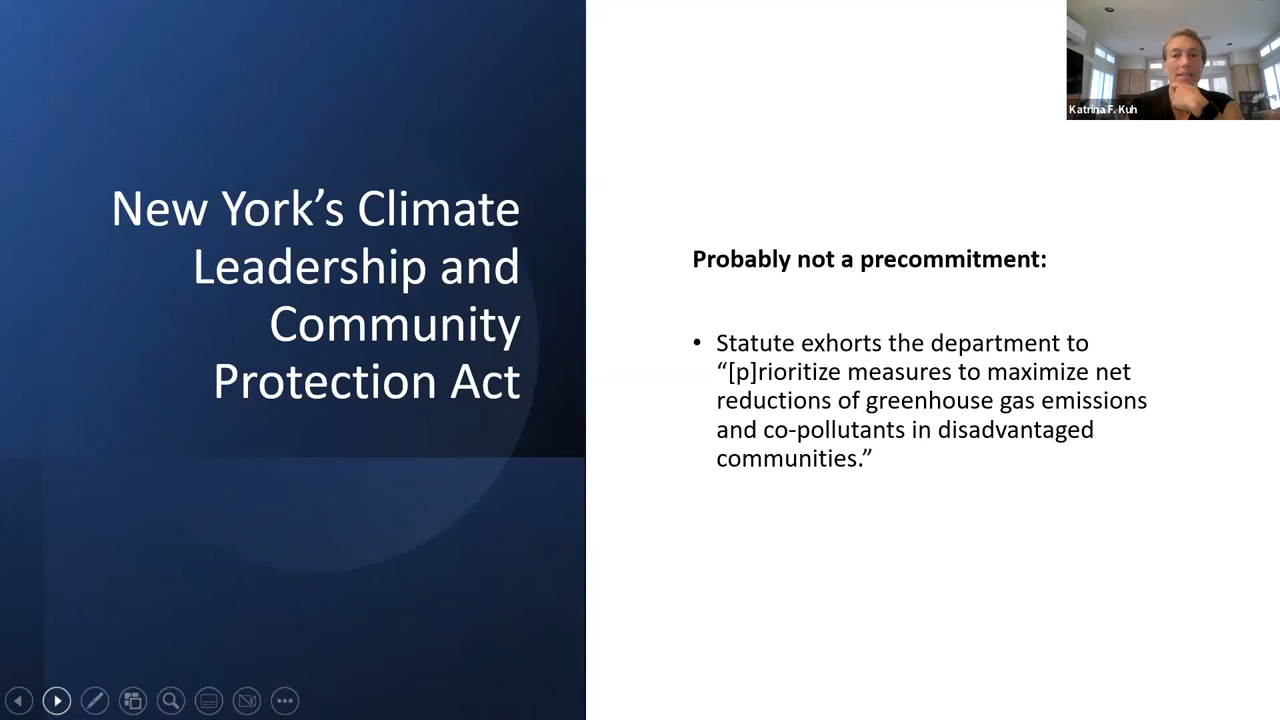 New York’s Climate
Leadership and
Community
Protection Act
Probably not a precommitment:
• Statute exhorts the department to
“[p]rioritize measures to maximize net
reductions of greenhouse gas emissions
and co-pollutants in disadvantaged
communities.”
Katrina F. Kuh